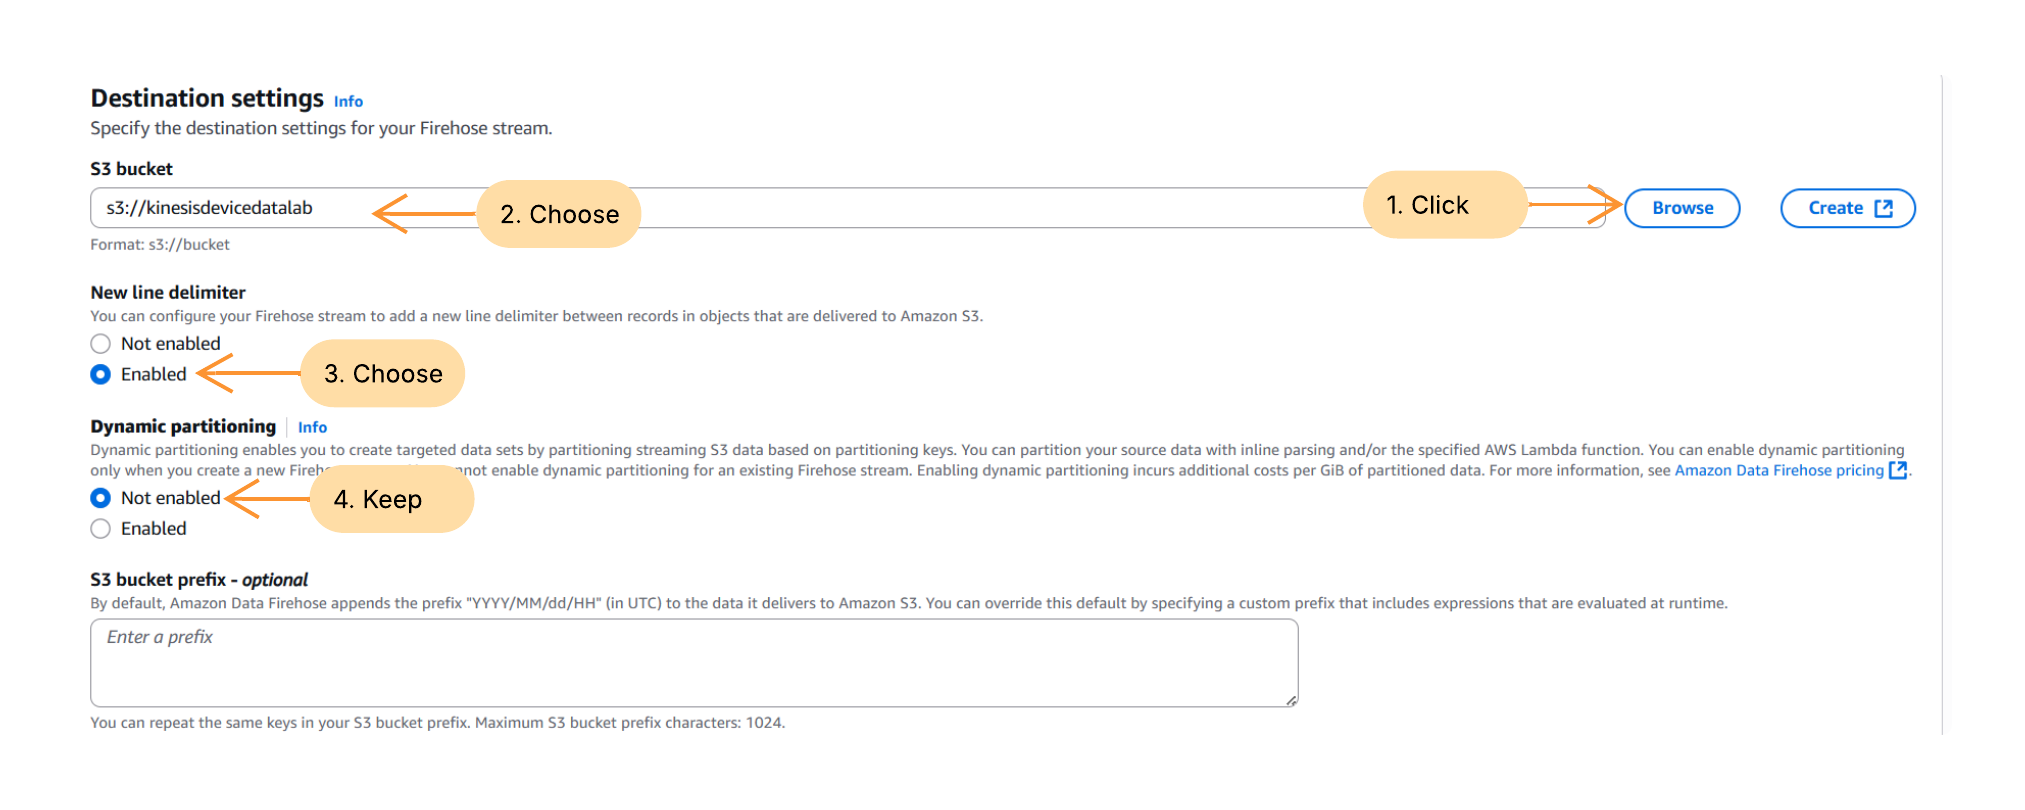 Destination settings Info
Specify the destination settings for your Firehose stream.
S3 bucket
s3://kinesisdevicedatalab
2. Choose
1. Click
Browse
Create
Format: s3://bucket
New line delimiter
You can configure your Firehose stream to add a new line delimiter between records in objects that are delivered to Amazon S3.
Not enabled
Enabled
3. Choose
Dynamic partitioning Info
Dynamic partitioning enables you to create targeted data sets by partitioning streaming S3 data based on partitioning keys. You can partition your source data with inline parsing and/or the specified AWS Lambda function. You can enable dynamic partitioning
only when you create a new enable dynamic partitioning for an existing Firehose stream. Enabling dynamic partitioning incurs additional costs per GiB of partitioned data. For more information, see Amazon Data Firehose pricing.
Not enabled
4. Keep
Enabled
S3 bucket prefix - optional
By default, Amazon Data Firehose appends the prefix "YYYY/MM/dd/HH" (in UTC) to the data it delivers to Amazon S3. You can override this default by specifying a custom prefix that includes expressions that are evaluated at runtime.
Enter a prefix
You can repeat the same keys in your S3 bucket prefix. Maximum S3 bucket prefix characters: 1024.